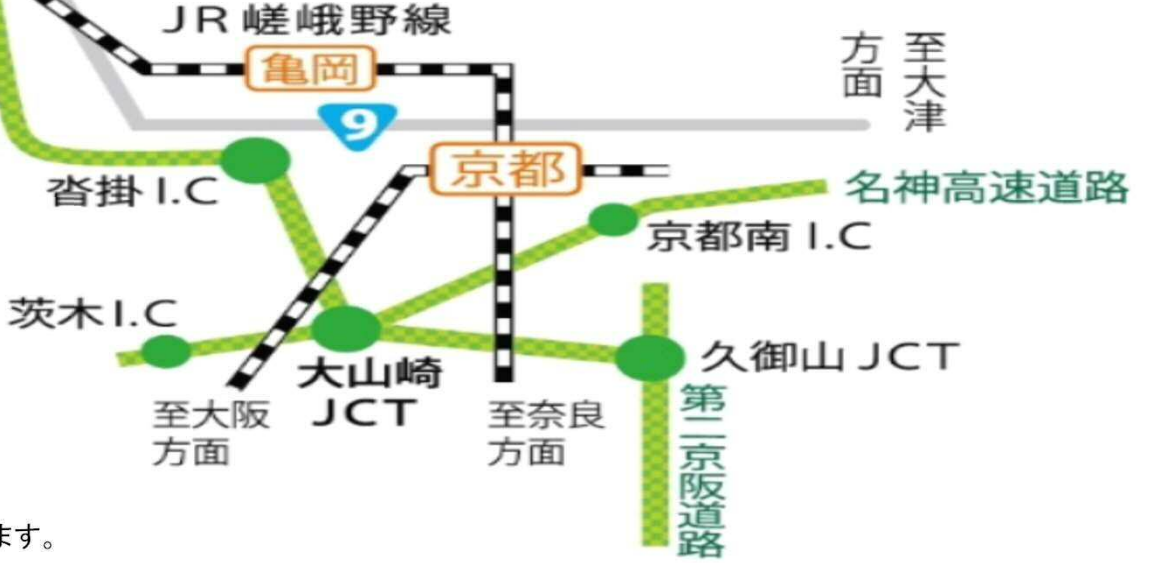 JR嵯峨野線
亀岡
至大津
方面
9
京都
沓掛I.C
名神高速道路
京都南I.C
茨木I.C
大山崎
JCT
久御山JCT
至大阪
方面
至奈良
方面
第二京阪道路
ます。